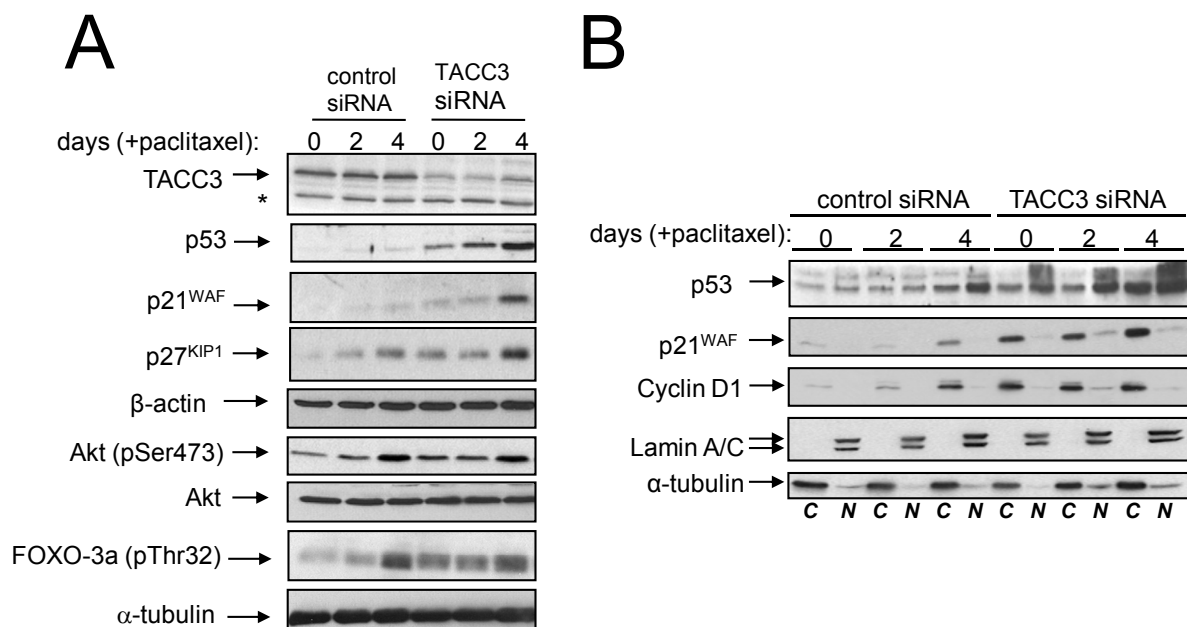 A
control
siRNA
TACC3
siRNA
days (+paclitaxel):
0 2 4 0 2 4
TACC3
*
p53
p21WAF
p27KIP1
β-actin
Akt (pSer473)
Akt
FOXO-3a (pThr32)
α-tubulin
B
control siRNA TACC3 siRNA
days (+paclitaxel):
0 2 4 0 2 4
p53
p21WAF
Cyclin D1
Lamin A/C
α-tubulin
C N C N C N C N C N C N